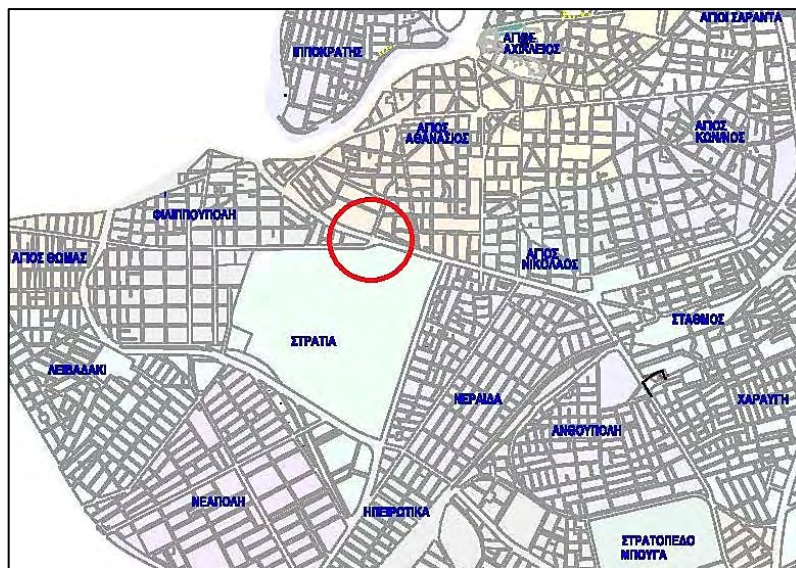 ΑΓΙΟΙ ΣΑΡΑΝΤΑ
ΙΠΠΟΚΡΑΤΗΣ
ΑΓΙΟΣ
ΑΧΙΛΛΕΙΟΣ
ΑΓΙΟΣ
ΑΘΑΝΑΣΙΟΣ
ΑΓΙΟΣ
ΚΩΝ/ΝΟΣ
ΦΙΛΙΠΠΟΥΠΟΛΗ
ΑΓΙΟΣ ΘΩΜΑΣ
ΑΓΙΟΣ
ΝΙΚΟΛΑΟΣ
ΣΤΑΘΜΟΣ
ΣΤΡΑΤΙΑ
ΛΕΙΒΑΔΑΚΙ
ΝΕΡΑΙΔΑ
ΧΑΡΑΥΓΗ
ΑΝΘΟΥΠΟΛΗ
ΝΕΑΠΟΛΗ
ΗΠΕΙΡΩΤΙΚΑ
ΣΤΡΑΤΟΠΕΔΟ
ΜΠΟΥΓΑ